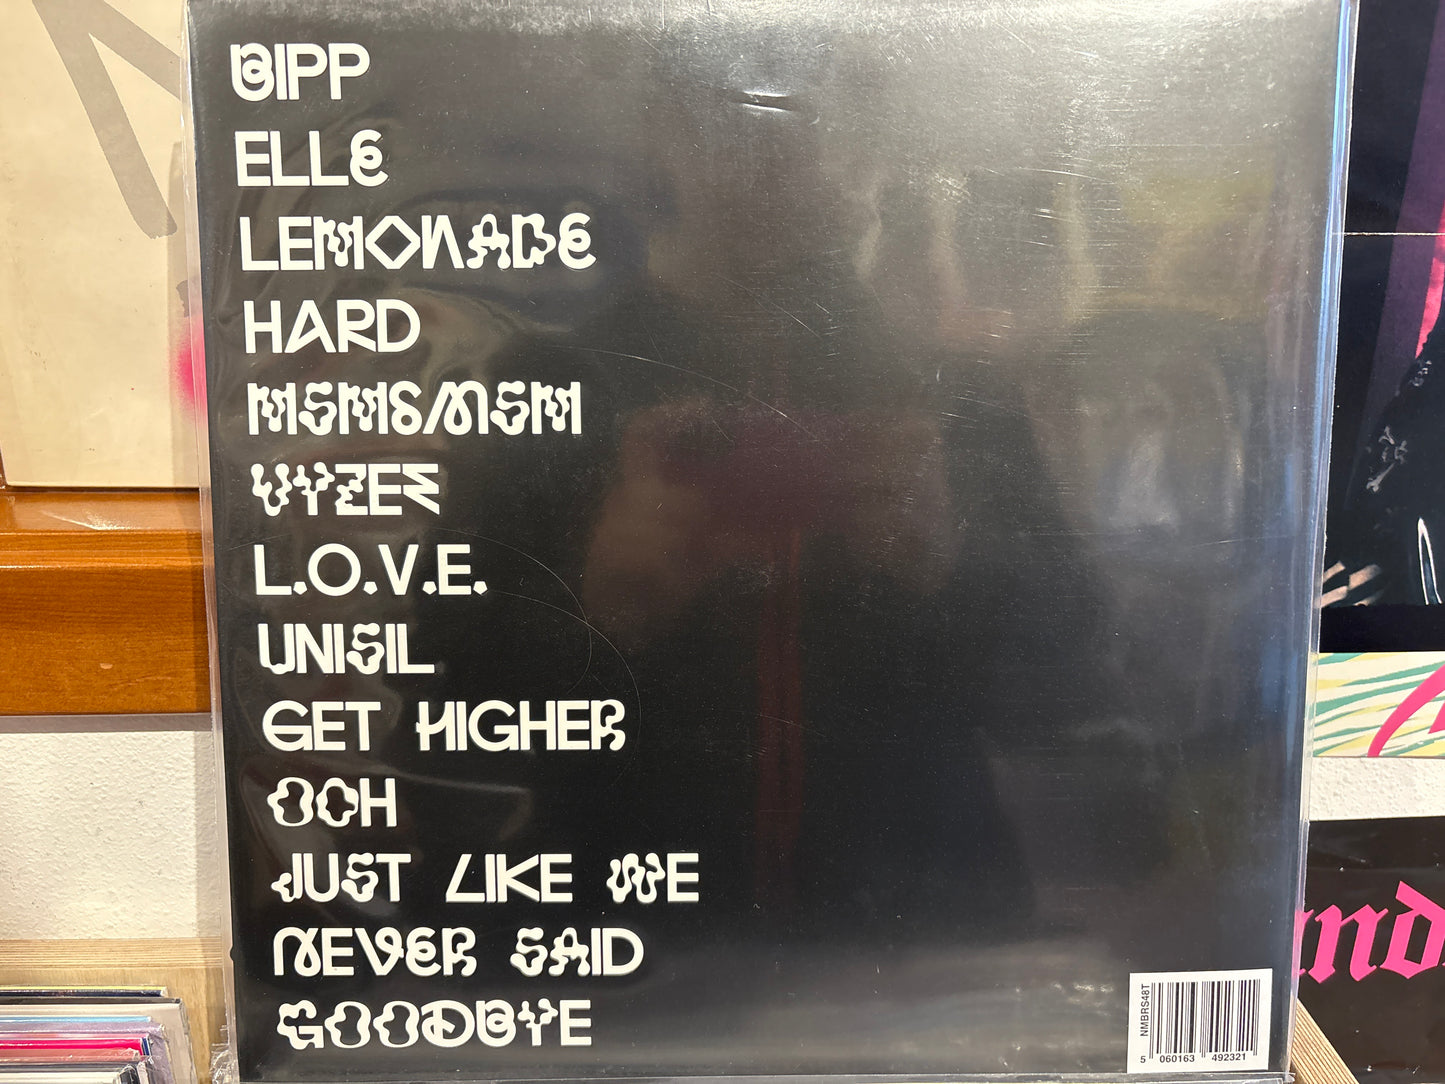 BIPP
ELLE
LEMONADE
HARD
MSMSMSM
VYZEE
L.O.V.E.
UNISIL
GET HIGHER
OOH
JUST LIKE WE
NEVER SAID
GOODBYE
NMBRS48T
5 060163 492321
nd